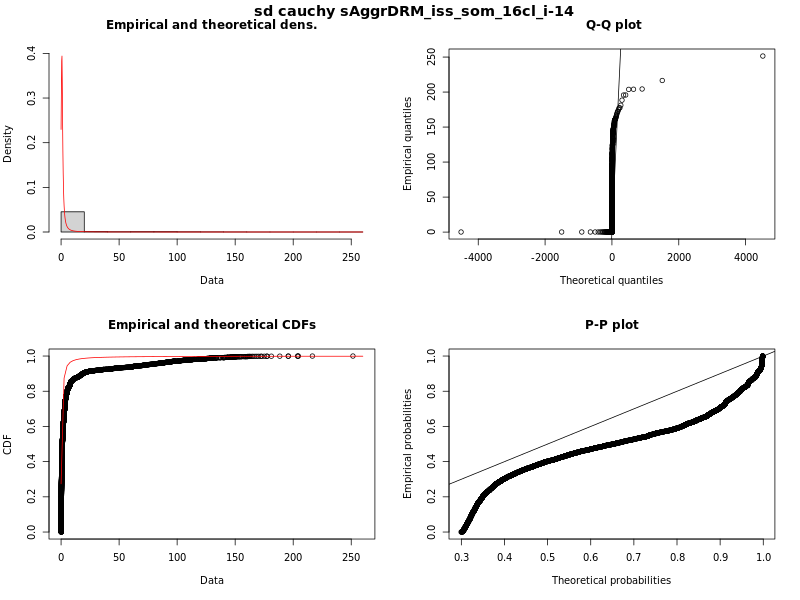 sd cauchy sAggrDRM_iss_som_16cl_i-14
Empirical and theoretical dens.
Density
0.0 0.1 0.2 0.3 0.4
0 50 100 150 200 250
Data
Q-Q plot
Empirical quantiles
0 50 100 150 200 250
-4000 -2000 0 2000 4000
Theoretical quantiles
Empirical and theoretical CDFs
CDF
0.0 0.2 0.4 0.6 0.8 1.0
0 50 100 150 200 250
Data
P-P plot
Empirical probabilities
0.0 0.2 0.4 0.6 0.8 1.0
0.3 0.4 0.5 0.6 0.7 0.8 0.9 1.0
Theoretical probabilities